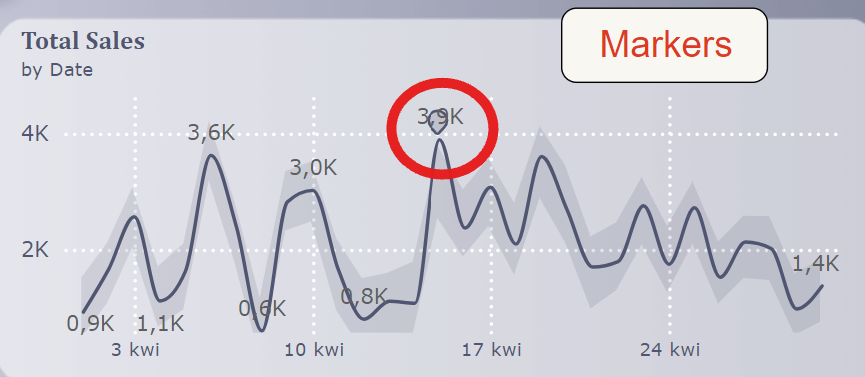 Total Sales
by Date
Markers
4K
2K
3,6K
3,0K
3,9K
0,9K
1,1K
0,6K
0,8K
1,4K
3 kwi
10 kwi
17 kwi
24 kwi